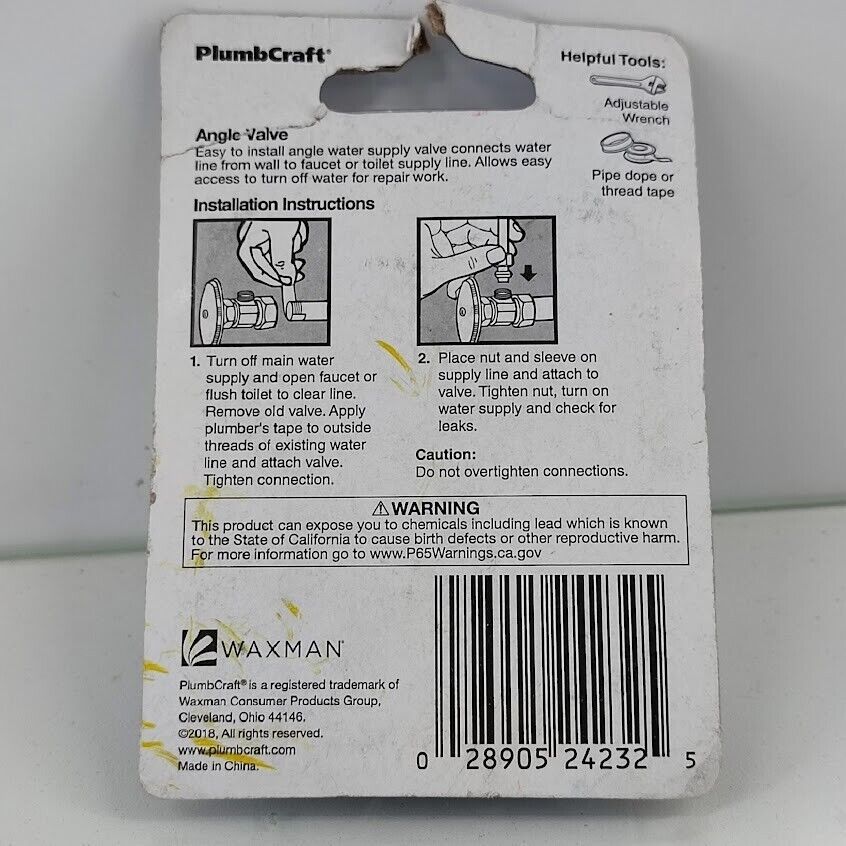 PlumbCraft®
Helpful Tools:
Adjustable
Wrench
Pipe dope or
thread tape
Angle Valve
Easy to install angle water supply valve connects water
line from wall to faucet or toilet supply line. Allows easy
access to turn off water for repair work.
Installation Instructions
1. Turn off main water
supply and open faucet or
flush toilet to clear line.
Remove old valve. Apply
plumber's tape to outside
threads of existing water
line and attach valve.
Tighten connection.
2. Place nut and sleeve on
supply line and attach to
valve. Tighten nut, turn on
water supply and check for
leaks.
Caution:
Do not overtighten connections.
⚠WARNING
This product can expose you to chemicals including lead which is known
to the State of California to cause birth defects or other reproductive harm.
For more information go to www.P65Warnings.ca.gov
WAXMAN®
PlumbCraft® is a registered trademark of
Waxman Consumer Products Group,
Cleveland, Ohio 44146.
©2018, All rights reserved.
www.plumbcraft.com
Made in China.
0 28905 24232 5